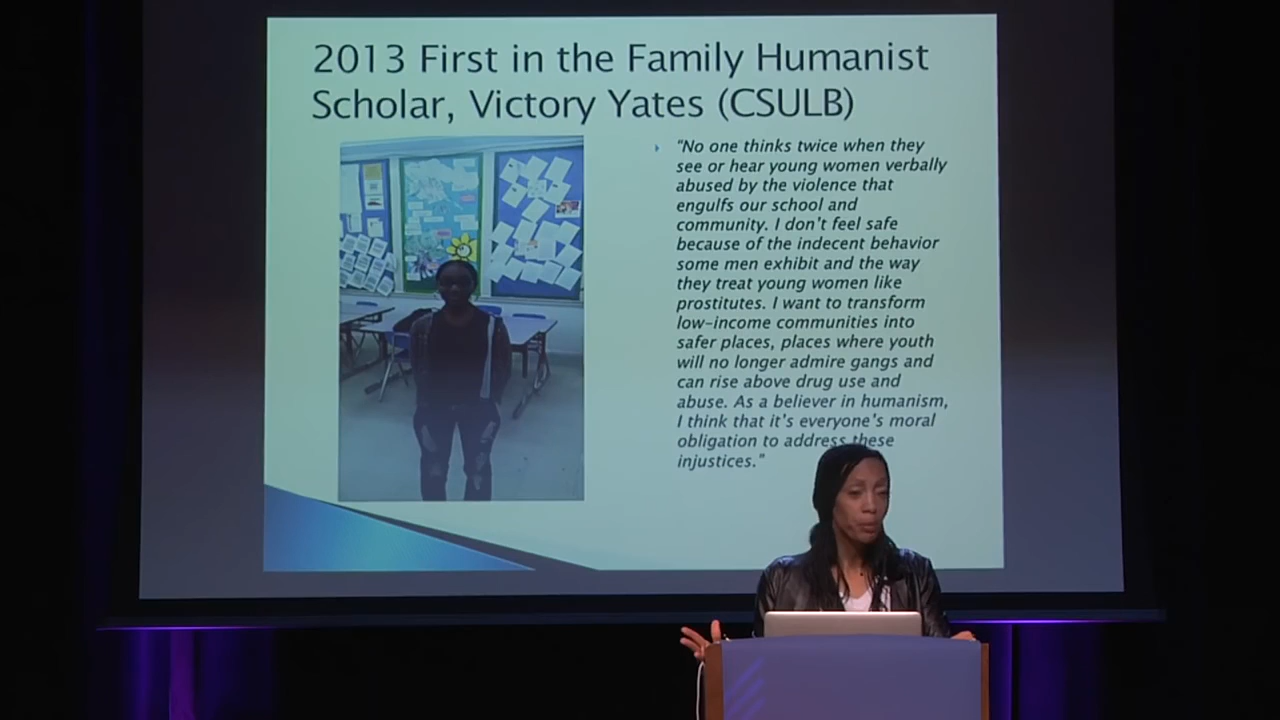 2013 First in the Family Humanist
Scholar, Victory Yates (CSULB)
"No one thinks twice when they
see or hear young women verbally
abused by the violence that
engulfs our school and
community. I don't feel safe
because of the indecent behavior
some men exhibit and the way
they treat young women like
prostitutes. I want to transform
low-income communities into
safer places, places where youth
will no longer admire gangs and
can rise above drug use and
abuse. As a believer in humanism,
I think that it's everyone's moral
obligation to address these
injustices."